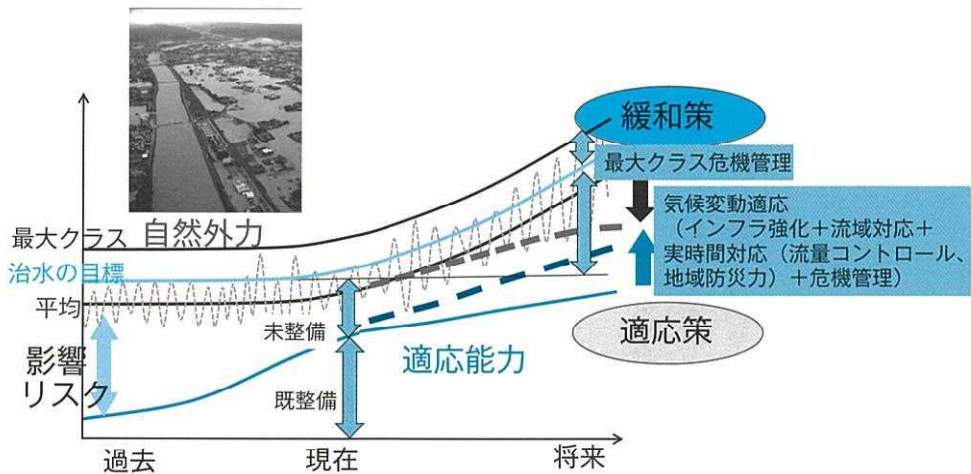 緩和策
最大クラス危機管理
最大クラス
自然外力
気候変動適応
（インフラ強化＋流域対応＋
実時間対応（流量コントロール、
地域防災力）＋危機管理）
治水の目標
平均
未整備
適応策
影響
リスク
適応能力
既整備
過去
現在
将来